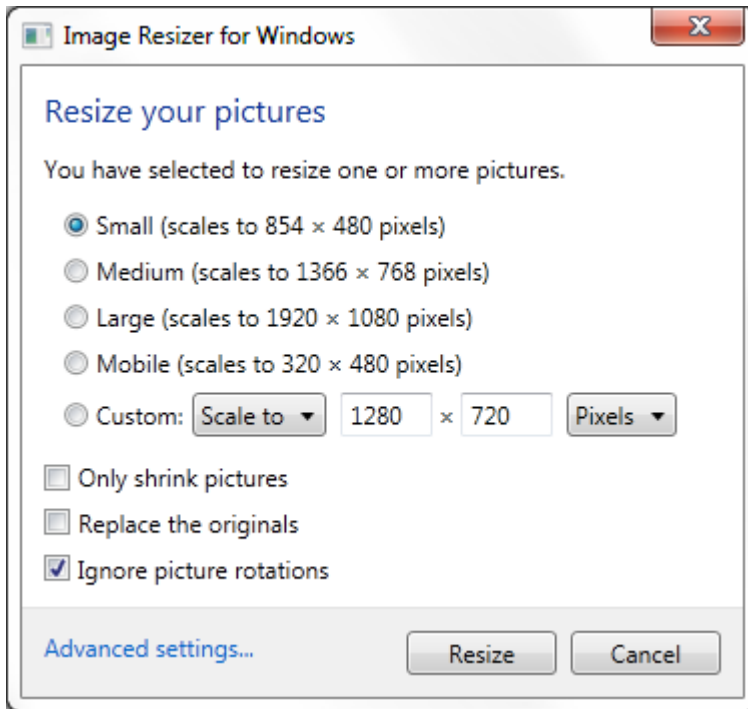 Image Resizer for Windows
Resize your pictures
You have selected to resize one or more pictures.
Small (scales to 854 × 480 pixels)
Medium (scales to 1366 × 768 pixels)
Large (scales to 1920 × 1080 pixels)
Mobile (scales to 320 × 480 pixels)
Custom: Scale to 1280 × 720 Pixels
Only shrink pictures
Replace the originals
Ignore picture rotations
Advanced settings... Resize Cancel